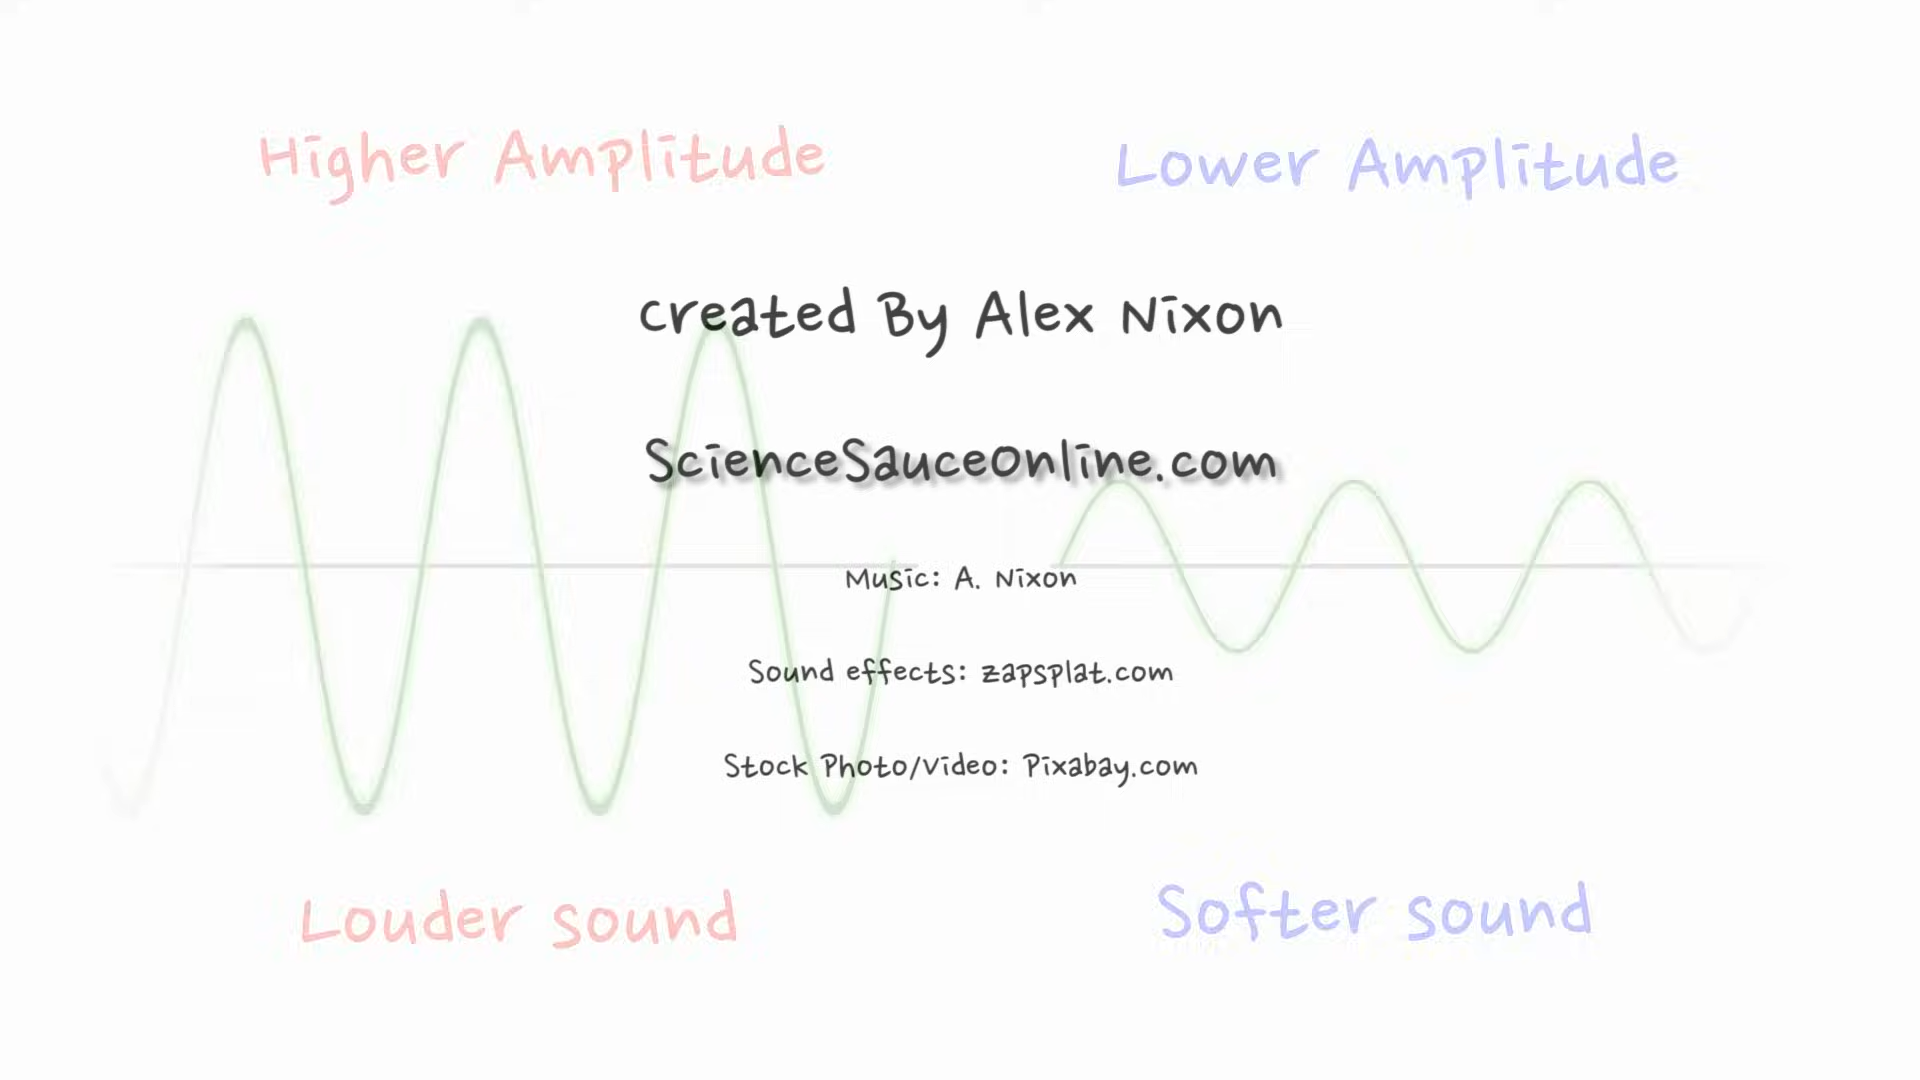 Higher Amplitude
Lower Amplitude
created By Alex Nixon
ScienceSauceOnline.com
Music: A. Nixon
Sound effects: zapsplat.com
Stock Photo/Video: Pixabay.com
Louder sound
Softer sound